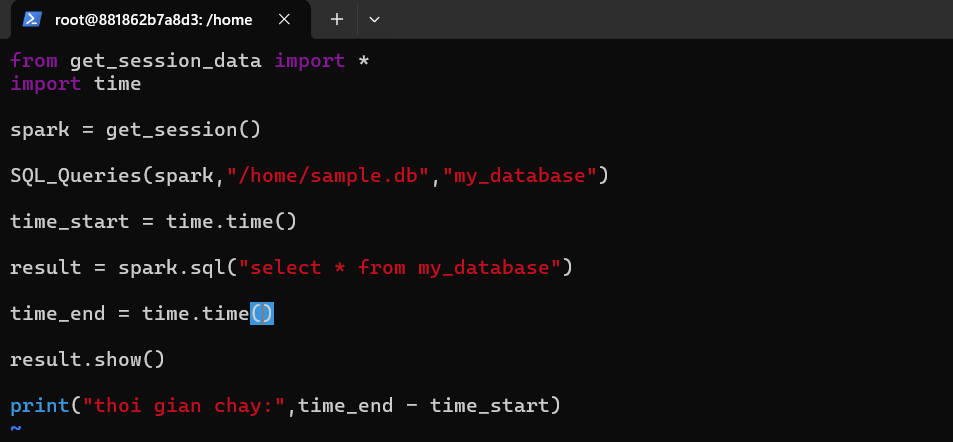 root@881862b7a8d3: /home
from get_session_data import *
import time
spark = get_session()
SQL_Queries(spark,"/home/sample.db","my_database")
time_start = time.time()
result = spark.sql("select * from my_database")
time_end = time.time()
result.show()
print("thoi gian chay:",time_end - time_start)
~